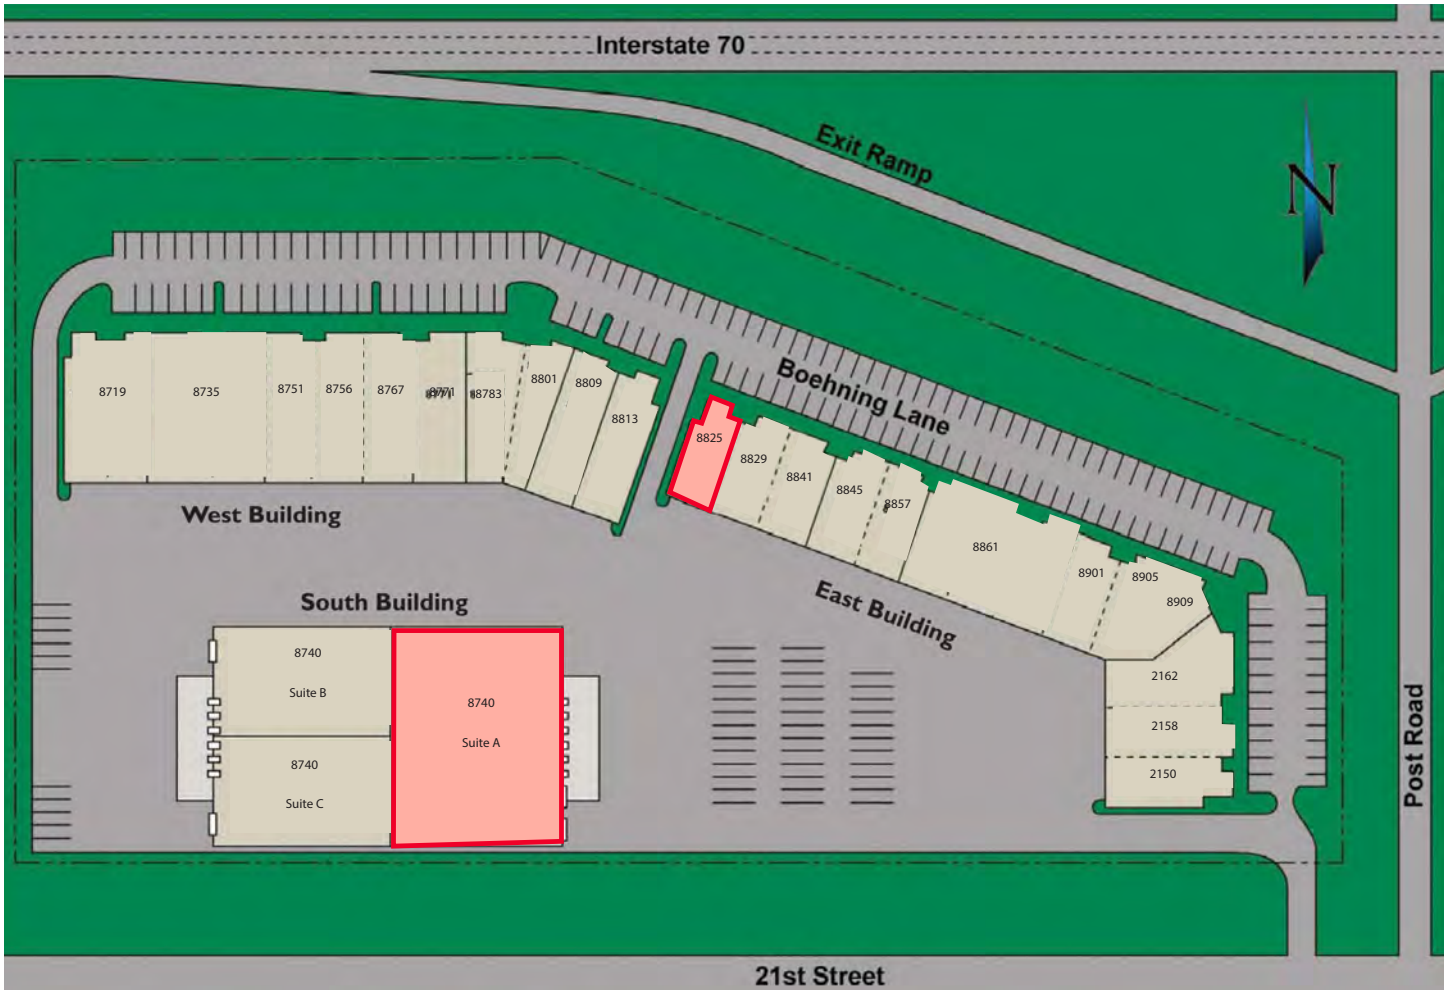 Interstate 70
Exit Ramp
N
Boehning Lane
8719
8735
8751
8756
8767
8771
8783
8801
8809
8813
8825
8829
8841
8845
8857
8861
8901
8905
8909
West Building
East Building
South Building
8740
Suite B
8740
Suite A
8740
Suite C
2162
2158
2150
Post Road
21st Street